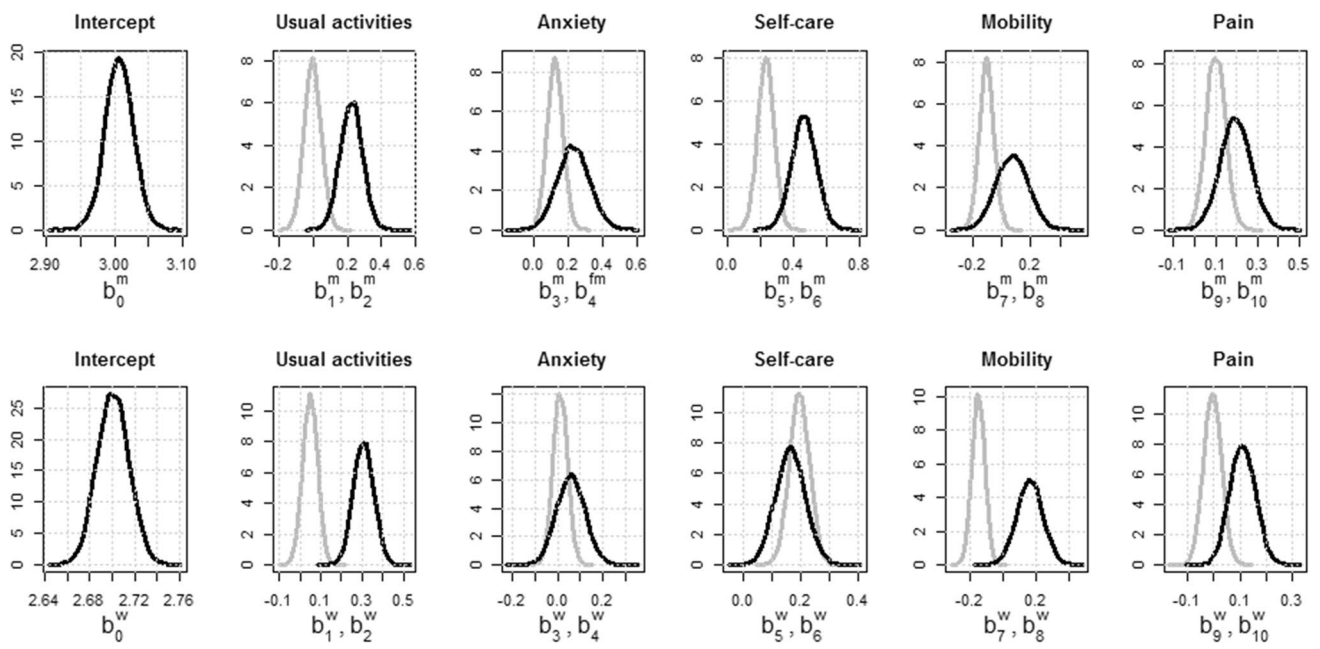 Intercept Usual activities Anxiety Self-care Mobility Pain
20 15 10 5 0
8 6 4 2 0
8 6 4 2 0
8 6 4 2 0
8 6 4 2 0
8 6 4 2 0
2.90 3.00 3.10 -0.2 0.2 0.4 0.6 0.0 0.2 0.4 0.6 0.0 0.4 0.8 -0.2 0.2 -0.1 0.1 0.3 0.5
b₀ᵐ b₁ᵐ, b₂ᵐ b₃ᵐ, b₄ᶠᵐ b₅ᵐ, b₆ᵐ b₇ᵐ, b₈ᵐ b₉ᵐ, b₁₀ᵐ
Intercept Usual activities Anxiety Self-care Mobility Pain
25 20 15 10 5 0
10 8 6 4 2 0
10 8 6 4 2 0
10 8 6 4 2 0
10 8 6 4 2 0
10 8 6 4 2 0
2.64 2.68 2.72 2.76 -0.1 0.1 0.3 0.5 -0.2 0.0 0.2 0.0 0.2 0.4 -0.2 0.2 -0.1 0.1 0.3
b₀ʷ b₁ʷ, b₂ʷ b₃ʷ, b₄ʷ b₅ʷ, b₆ʷ b₇ʷ, b₈ʷ b₉ʷ, b₁₀ʷ